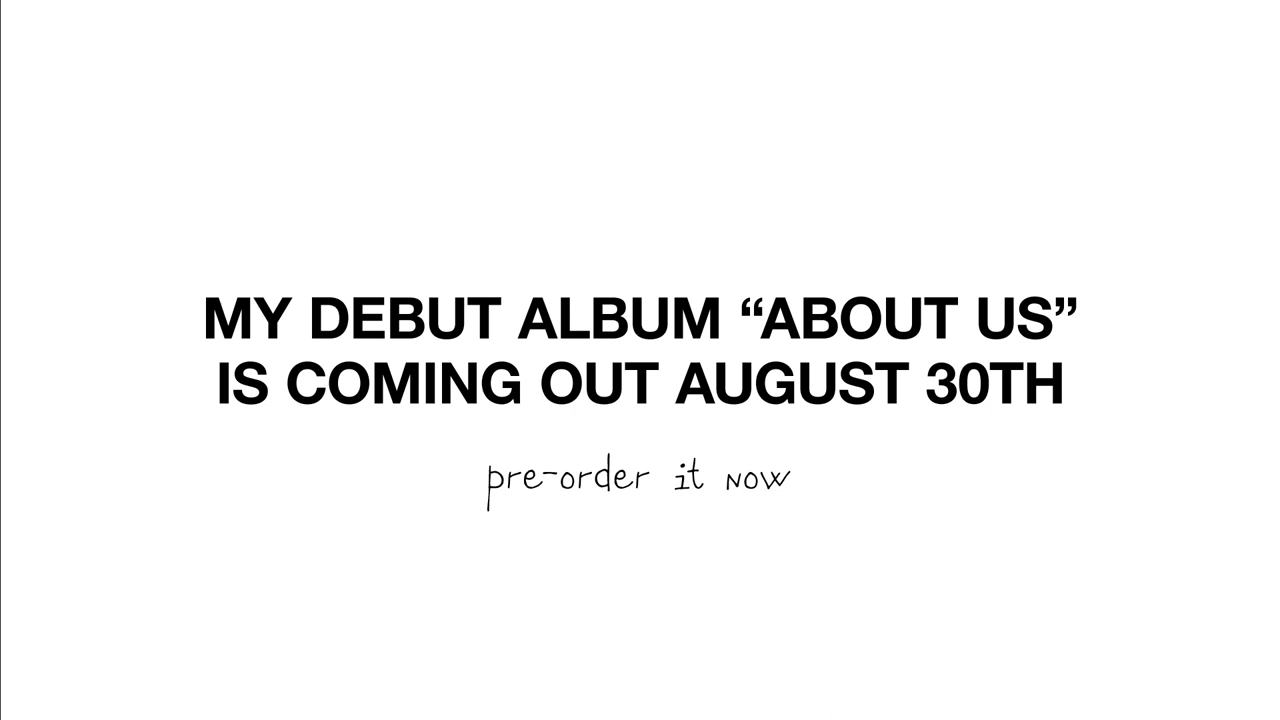 MY DEBUT ALBUM “ABOUT US”
IS COMING OUT AUGUST 30TH
pre-order it now